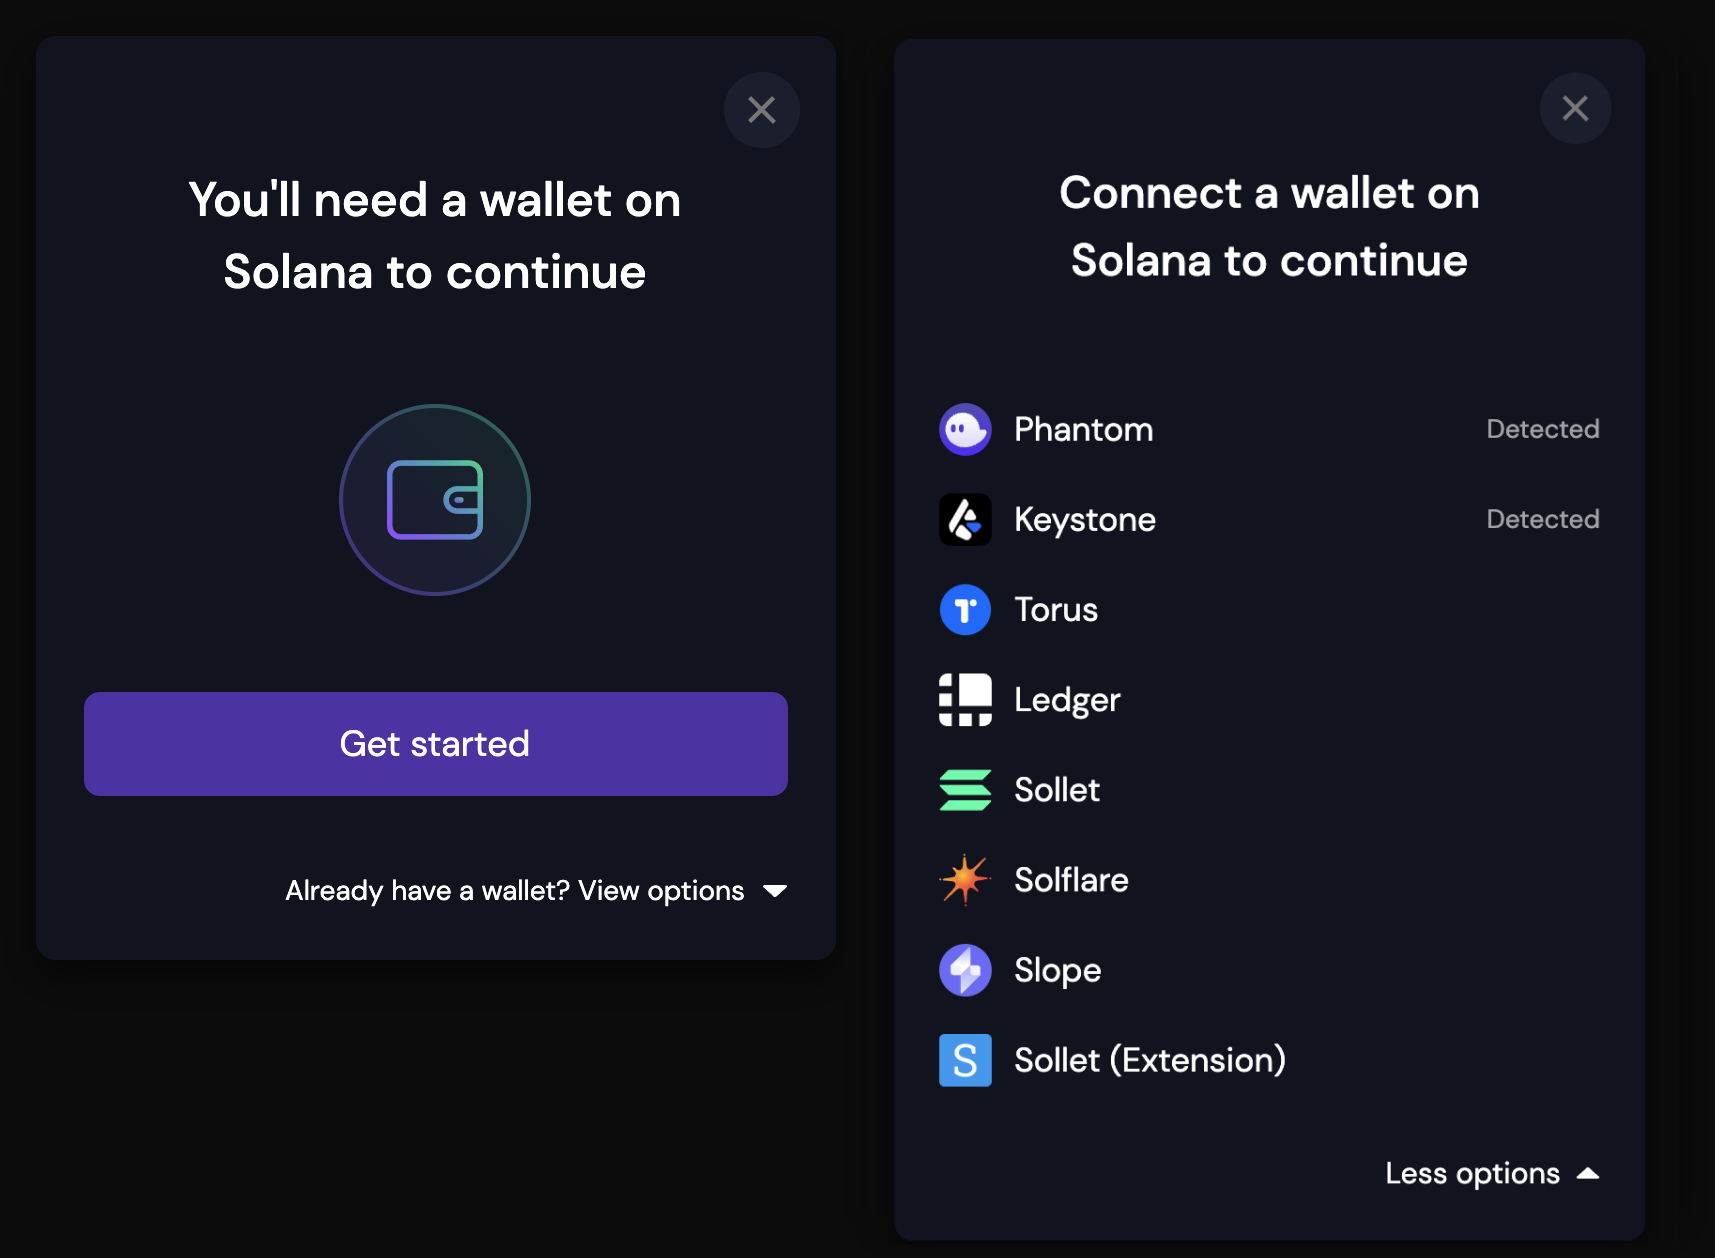 You'll need a wallet on
Solana to continue
Get started
Already have a wallet? View options
Connect a wallet on
Solana to continue
Phantom Detected
Keystone Detected
Torus
Ledger
Sollet
Solflare
Slope
S Sollet (Extension)
Less options